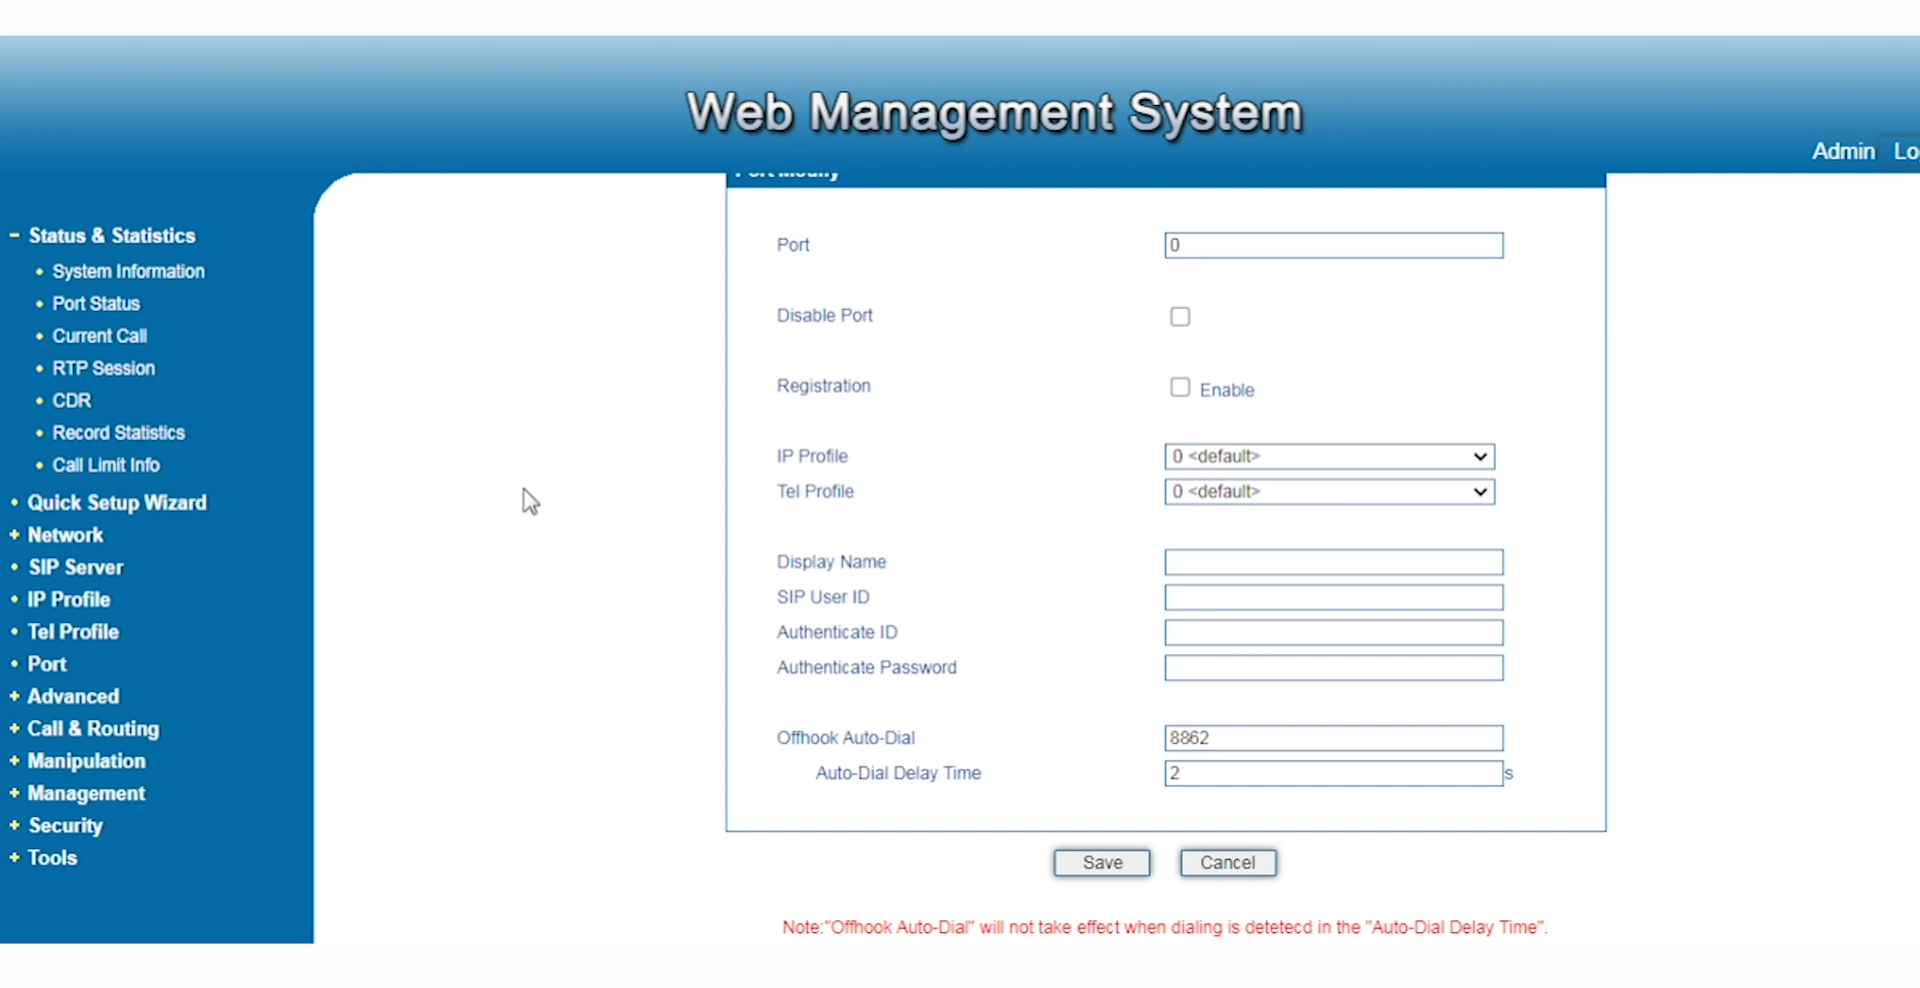 Web Management System
Admin Lo
Port Modify
− Status & Statistics
• System Information
• Port Status
• Current Call
• RTP Session
• CDR
• Record Statistics
• Call Limit Info
• Quick Setup Wizard
+ Network
• SIP Server
• IP Profile
• Tel Profile
• Port
+ Advanced
+ Call & Routing
+ Manipulation
+ Management
+ Security
+ Tools
Port 0
Disable Port
Registration Enable
IP Profile 0 <default>
Tel Profile 0 <default>
Display Name
SIP User ID
Authenticate ID
Authenticate Password
Offhook Auto-Dial 8862
Auto-Dial Delay Time 2 s
Save Cancel
Note:"Offhook Auto-Dial" will not take effect when dialing is detetecd in the "Auto-Dial Delay Time".